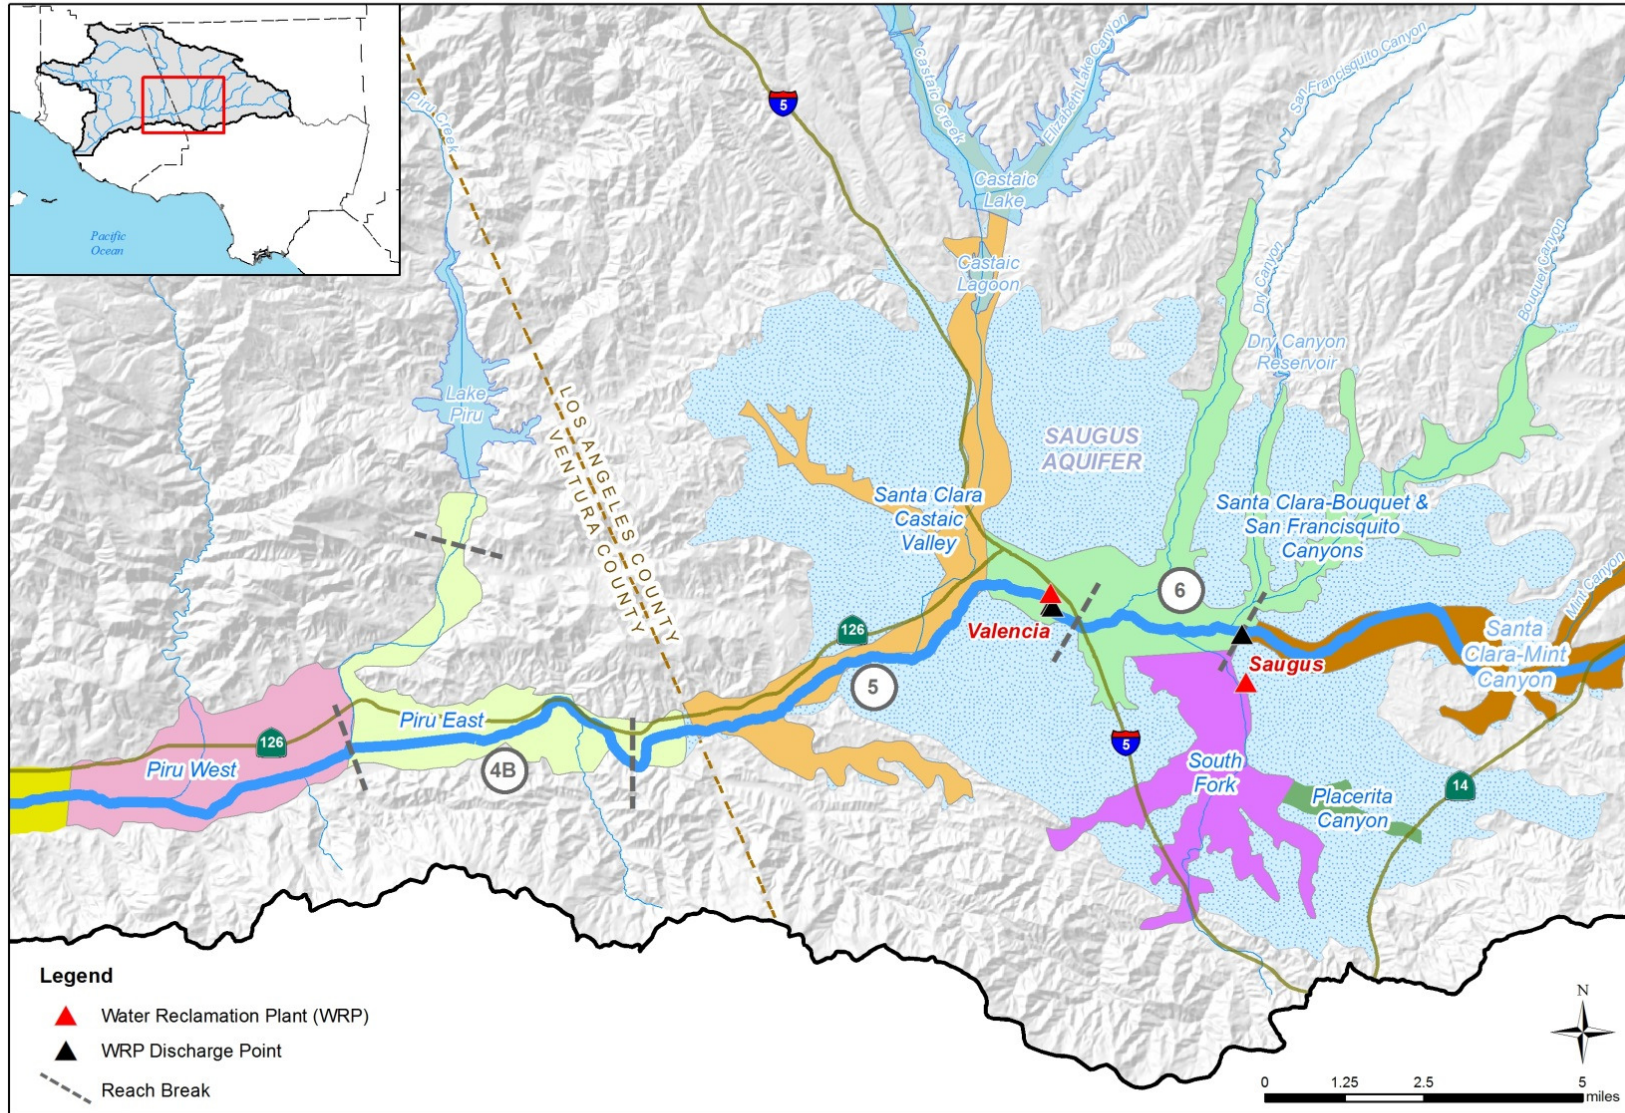 Pacific
Ocean
Piru Creek
5
Castaic Creek
Elizabeth Lake Canyon
San Francisquito Canyon
Castaic
Lake
Castaic
Lagoon
Dry Canyon
Bouquet Canyon
Dry Canyon
Reservoir
Lake
Piru
LOS ANGELES COUNTY
VENTURA COUNTY
SAUGUS
AQUIFER
Santa Clara
Castaic
Valley
Santa Clara-Bouquet &
San Francisquito
Canyons
6
Mint Canyon
126
Valencia
Saugus
Santa
Clara-Mint
Canyon
5
Piru East
126
Piru West
4B
5
South
Fork
Placerita
Canyon
14
Legend
Water Reclamation Plant (WRP)
WRP Discharge Point
Reach Break
N
0 1.25 2.5 5
miles